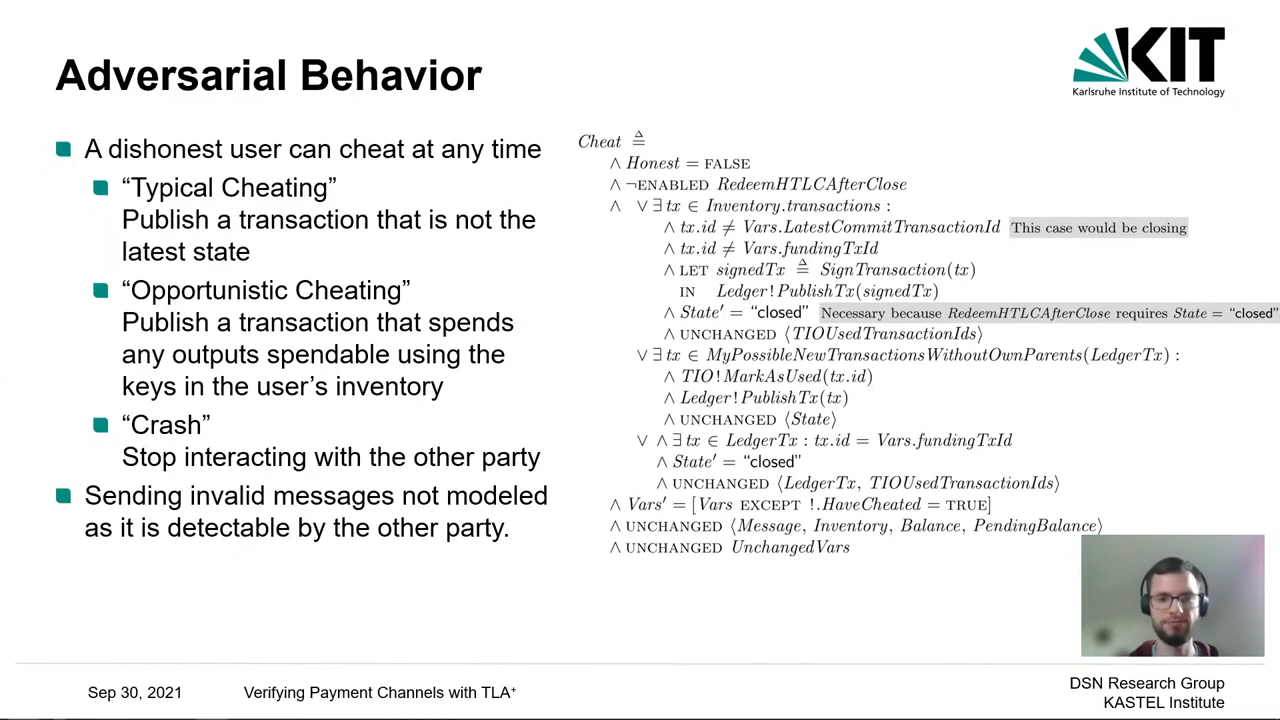 Adversarial Behavior
KIT
Karlsruhe Institute of Technology
A dishonest user can cheat at any time
“Typical Cheating”
Publish a transaction that is not the
latest state
“Opportunistic Cheating”
Publish a transaction that spends
any outputs spendable using the
keys in the user’s inventory
“Crash”
Stop interacting with the other party
Sending invalid messages not modeled
as it is detectable by the other party.
Cheat ≜
∧ Honest = FALSE
∧ ¬ENABLED RedeemHTLCAfterClose
∧ ∨ ∃ tx ∈ Inventory.transactions :
∧ tx.id ≠ Vars.LatestCommitTransactionId This case would be closing
∧ tx.id ≠ Vars.fundingTxId
∧ LET signedTx ≜ SignTransaction(tx)
IN Ledger!PublishTx(signedTx)
∧ State′ = “closed” Necessary because RedeemHTLCAfterClose requires State = “closed”
∧ UNCHANGED ⟨TIOUsedTransactionIds⟩
∨ ∃ tx ∈ MyPossibleNewTransactionsWithoutOwnParents(LedgerTx) :
∧ TIO!MarkAsUsed(tx.id)
∧ Ledger!PublishTx(tx)
∧ UNCHANGED ⟨State⟩
∨ ∧ ∃ tx ∈ LedgerTx : tx.id = Vars.fundingTxId
∧ State′ = “closed”
∧ UNCHANGED ⟨LedgerTx, TIOUsedTransactionIds⟩
∧ Vars′ = [Vars EXCEPT !.HaveCheated = TRUE]
∧ UNCHANGED ⟨Message, Inventory, Balance, PendingBalance⟩
∧ UNCHANGED UnchangedVars
Sep 30, 2021
Verifying Payment Channels with TLA⁺
DSN Research Group
KASTEL Institute